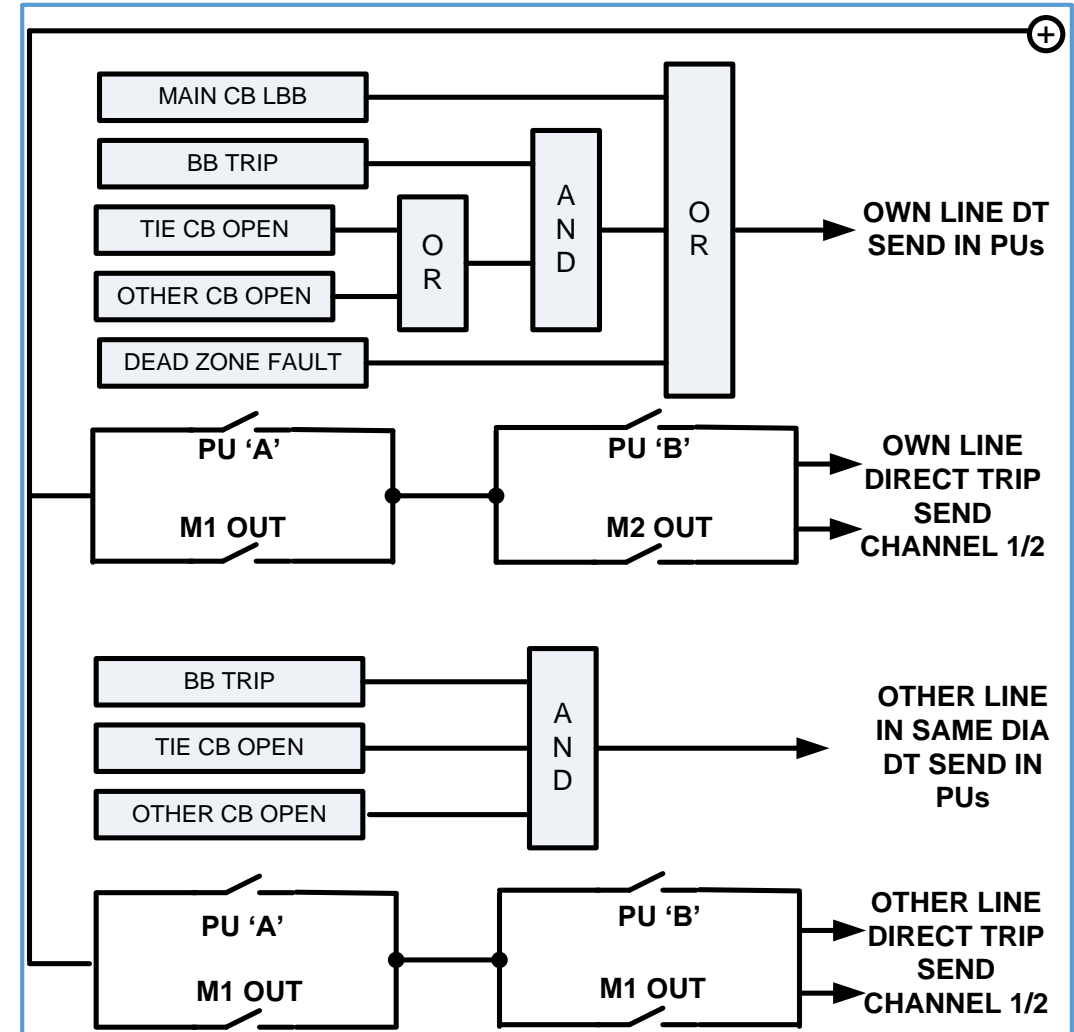 +
MAIN CB LBB
BB TRIP
TIE CB OPEN
OTHER CB OPEN
DEAD ZONE FAULT
O
R
A
N
D
O
R
OWN LINE DT
SEND IN PUs
PU ‘A’
M1 OUT
PU ‘B’
M2 OUT
OWN LINE
DIRECT TRIP
SEND
CHANNEL 1/2
BB TRIP
TIE CB OPEN
OTHER CB OPEN
A
N
D
OTHER LINE
IN SAME DIA
DT SEND IN
PUs
PU ‘A’
M1 OUT
PU ‘B’
M1 OUT
OTHER LINE
DIRECT TRIP
SEND
CHANNEL 1/2